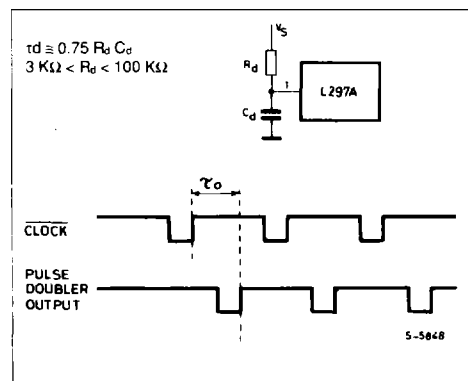 τd ≅ 0.75 Rd Cd
3 KΩ < Rd < 100 KΩ
VS
Rd
1
L297A
Cd
τo
CLOCK
PULSE
DOUBLER
OUTPUT
S-5848